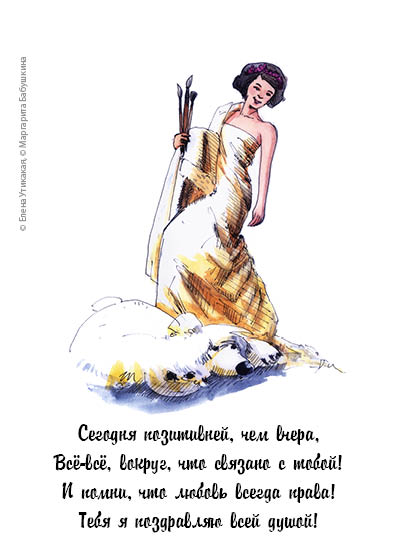 © Елена Утикакая, © Маргарита Бабушкина
Сегодня позитивней, чем вчера,
Всё-всё, вокруг, что связано с тобой!
И помни, что любовь всегда права!
Тебя я поздравляю всей душой!